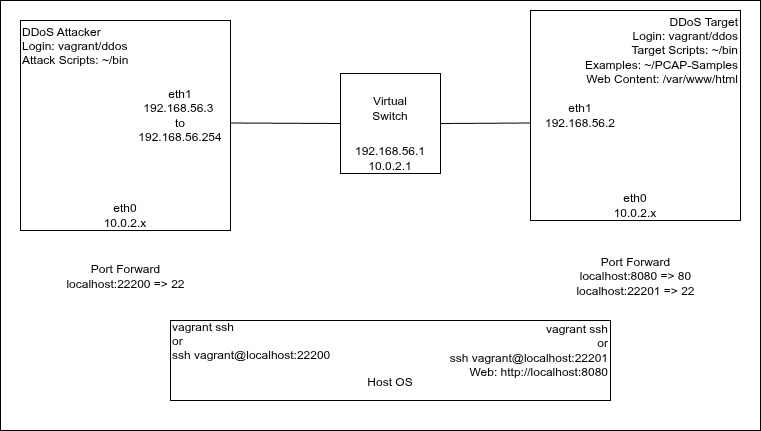 DDoS Attacker
Login: vagrant/ddos
Attack Scripts: ~/bin
eth1
192.168.56.3
to
192.168.56.254
eth0
10.0.2.x
Virtual
Switch
192.168.56.1
10.0.2.1
DDoS Target
Login: vagrant/ddos
Target Scripts: ~/bin
Examples: ~/PCAP-Samples
Web Content: /var/www/html
eth1
192.168.56.2
eth0
10.0.2.x
Port Forward
localhost:22200 => 22
Port Forward
localhost:8080 => 80
localhost:22201 => 22
vagrant ssh
or
ssh vagrant@localhost:22200
vagrant ssh
or
ssh vagrant@localhost:22201
Web: http://localhost:8080
Host OS